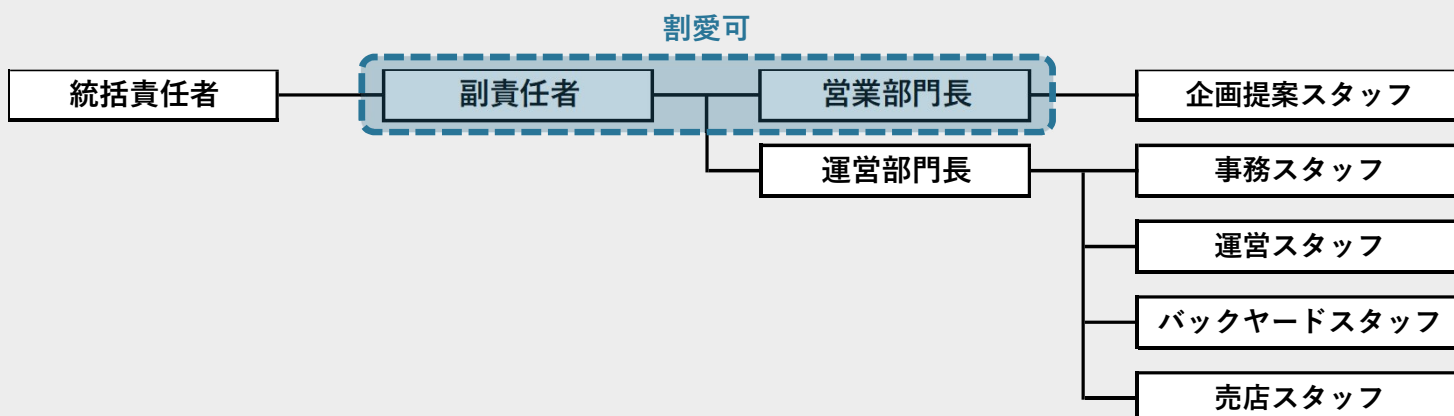 割愛可
統括責任者
副責任者
営業部門長
企画提案スタッフ
運営部門長
事務スタッフ
運営スタッフ
バックヤードスタッフ
売店スタッフ